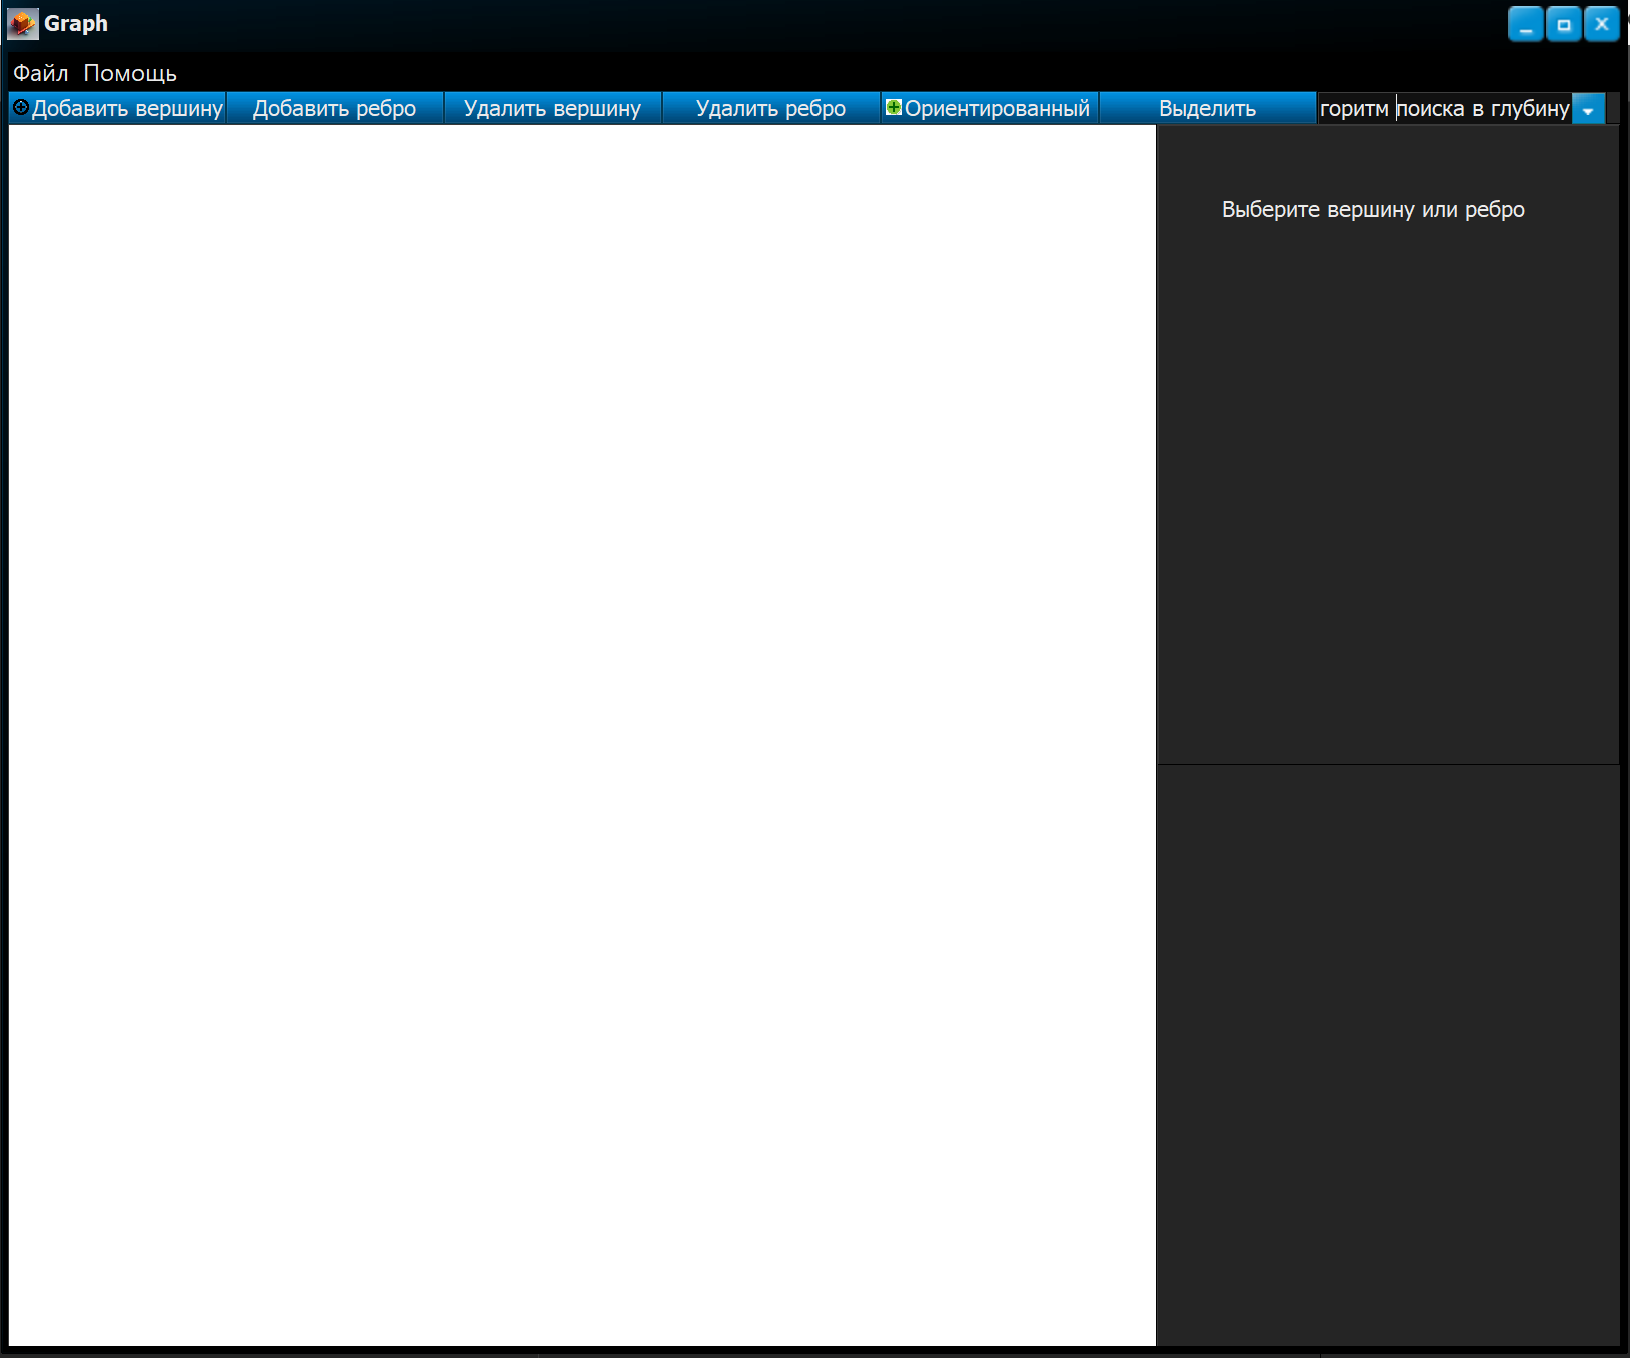 Graph
Файл Помощь
Добавить вершину Добавить ребро Удалить вершину Удалить ребро Ориентированный Выделить горитм поиска в глубину
Выберите вершину или ребро